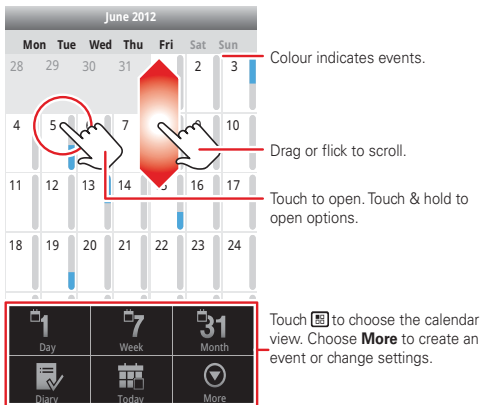 June 2012
Mon Tue Wed Thu Fri Sat Sun
28 29 30 31 2 3
Colour indicates events.
4 5 7 10
Drag or flick to scroll.
11 12 13 14 16 17
Touch to open. Touch & hold to
open options.
18 19 20 21 22 23 24
1 7 31
Day Week Month
Touch to choose the calendar
view. Choose More to create an
event or change settings.
Diary Today More